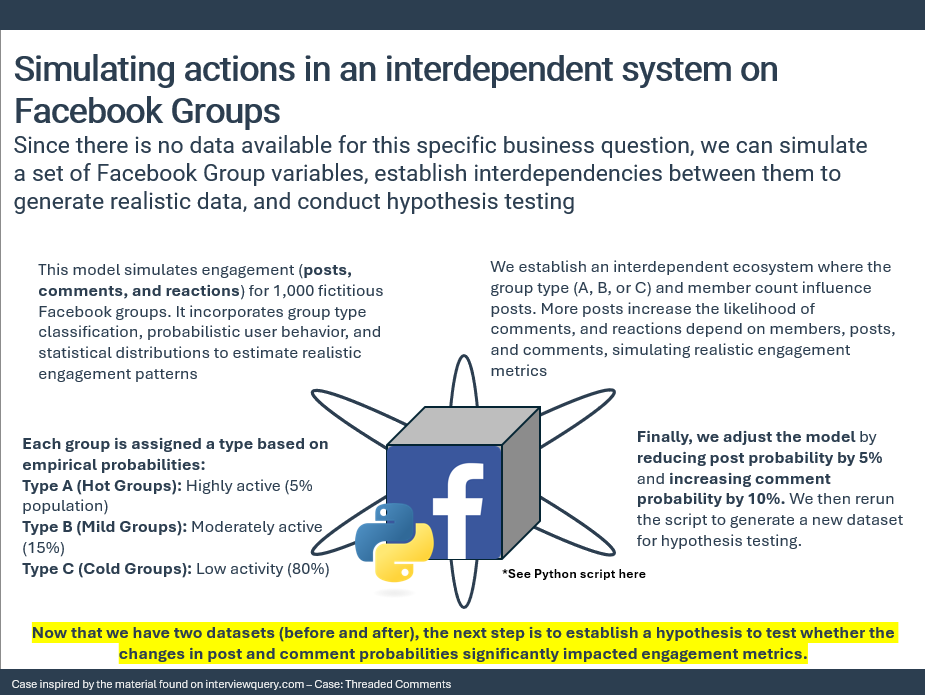 Simulating actions in an interdependent system on
Facebook Groups
Since there is no data available for this specific business question, we can simulate
a set of Facebook Group variables, establish interdependencies between them to
generate realistic data, and conduct hypothesis testing
This model simulates engagement (posts,
comments, and reactions) for 1,000 fictitious
Facebook groups. It incorporates group type
classification, probabilistic user behavior, and
statistical distributions to estimate realistic
engagement patterns
We establish an interdependent ecosystem where the
group type (A, B, or C) and member count influence
posts. More posts increase the likelihood of
comments, and reactions depend on members, posts,
and comments, simulating realistic engagement
metrics
Each group is assigned a type based on
empirical probabilities:
Type A (Hot Groups): Highly active (5%
population)
Type B (Mild Groups): Moderately active
(15%)
Type C (Cold Groups): Low activity (80%)
Finally, we adjust the model by
reducing post probability by 5%
and increasing comment
probability by 10%. We then rerun
the script to generate a new dataset
for hypothesis testing.
f
*See Python script here
Now that we have two datasets (before and after), the next step is to establish a hypothesis to test whether the
changes in post and comment probabilities significantly impacted engagement metrics.
Case inspired by the material found on interviewquery.com – Case: Threaded Comments